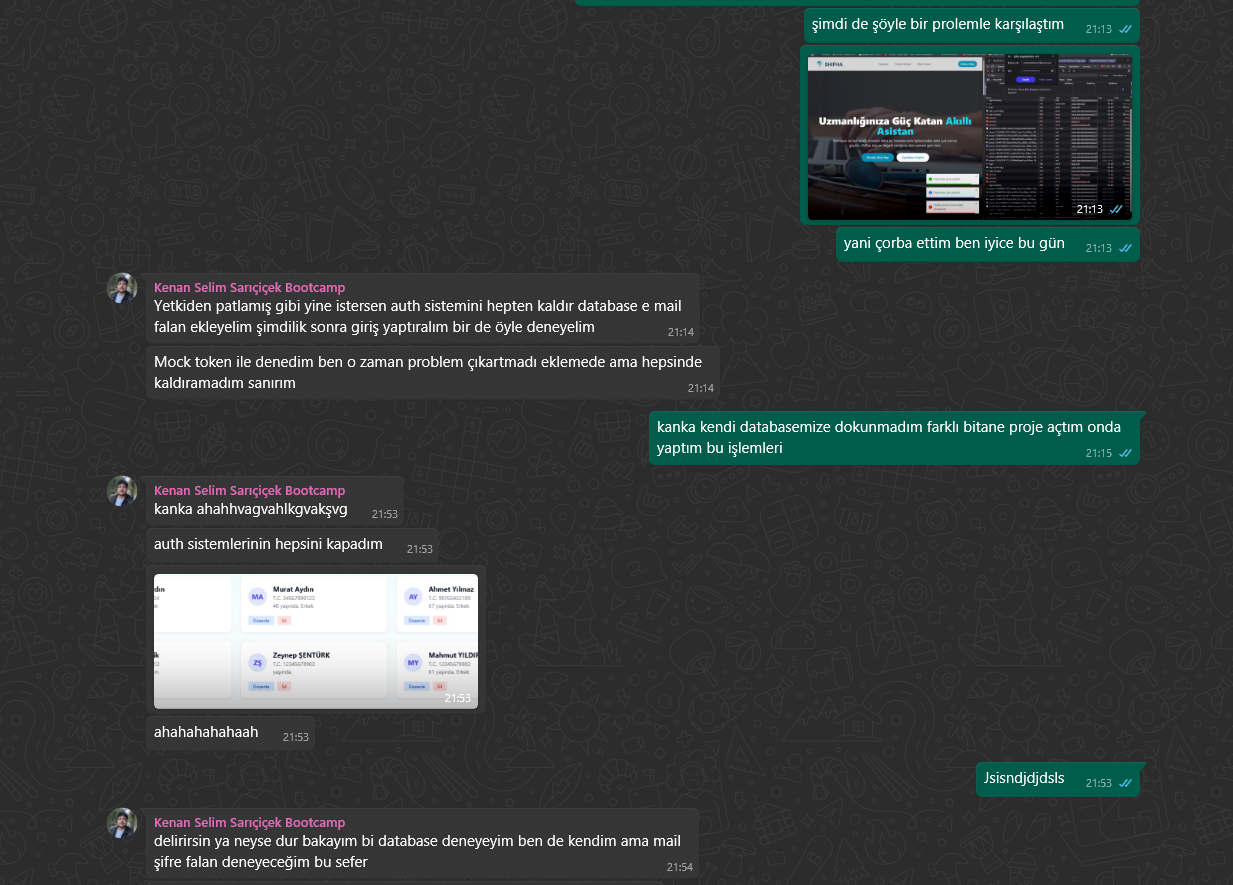 şimdi de şöyle bir prolemle karşılaştım
21:13
SHIFHA
Uzmanlığınıza Güç Katan Akıllı
Asistan
21:13
yani çorba ettim ben iyice bu gün
21:13
Kenan Selim Sarıçiçek Bootcamp
Yetkiden patlamış gibi yine istersen auth sistemini hepten kaldır database e mail
falan ekleyelim şimdilik sonra giriş yaptıralım bir de öyle deneyelim
21:14
Mock token ile denedim ben o zaman problem çıkartmadı eklemede ama hepsinde
kaldıramadım sanırım
21:14
kanka kendi databasemize dokunmadım farklı bitane proje açtım onda
yaptım bu işlemleri
21:15
Kenan Selim Sarıçiçek Bootcamp
kanka ahahhvagvahlkgvakşvg
21:53
auth sistemlerinin hepsini kapadım
21:53
MA
Murat Aydın
T.C. 34567890123
46 yaşında, Erkek
Düzenle
Sil
AY
Ahmet Yılmaz
T.C. 98765432109
67 yaşında, Erkek
Düzenle
Sil
ZŞ
Zeynep ŞENTÜRK
T.C. 12345678903
yaşında,
Düzenle
Sil
MY
Mahmut YILDIR
T.C. 12345678902
61 yaşında, Erkek
Düzenle
Sil
21:53
ahahahahahaah
21:53
Jsisndjdjdsls
21:53
Kenan Selim Sarıçiçek Bootcamp
delirirsin ya neyse dur bakayım bi database deneyeyim ben de kendim ama mail
şifre falan deneyeceğim bu sefer
21:54